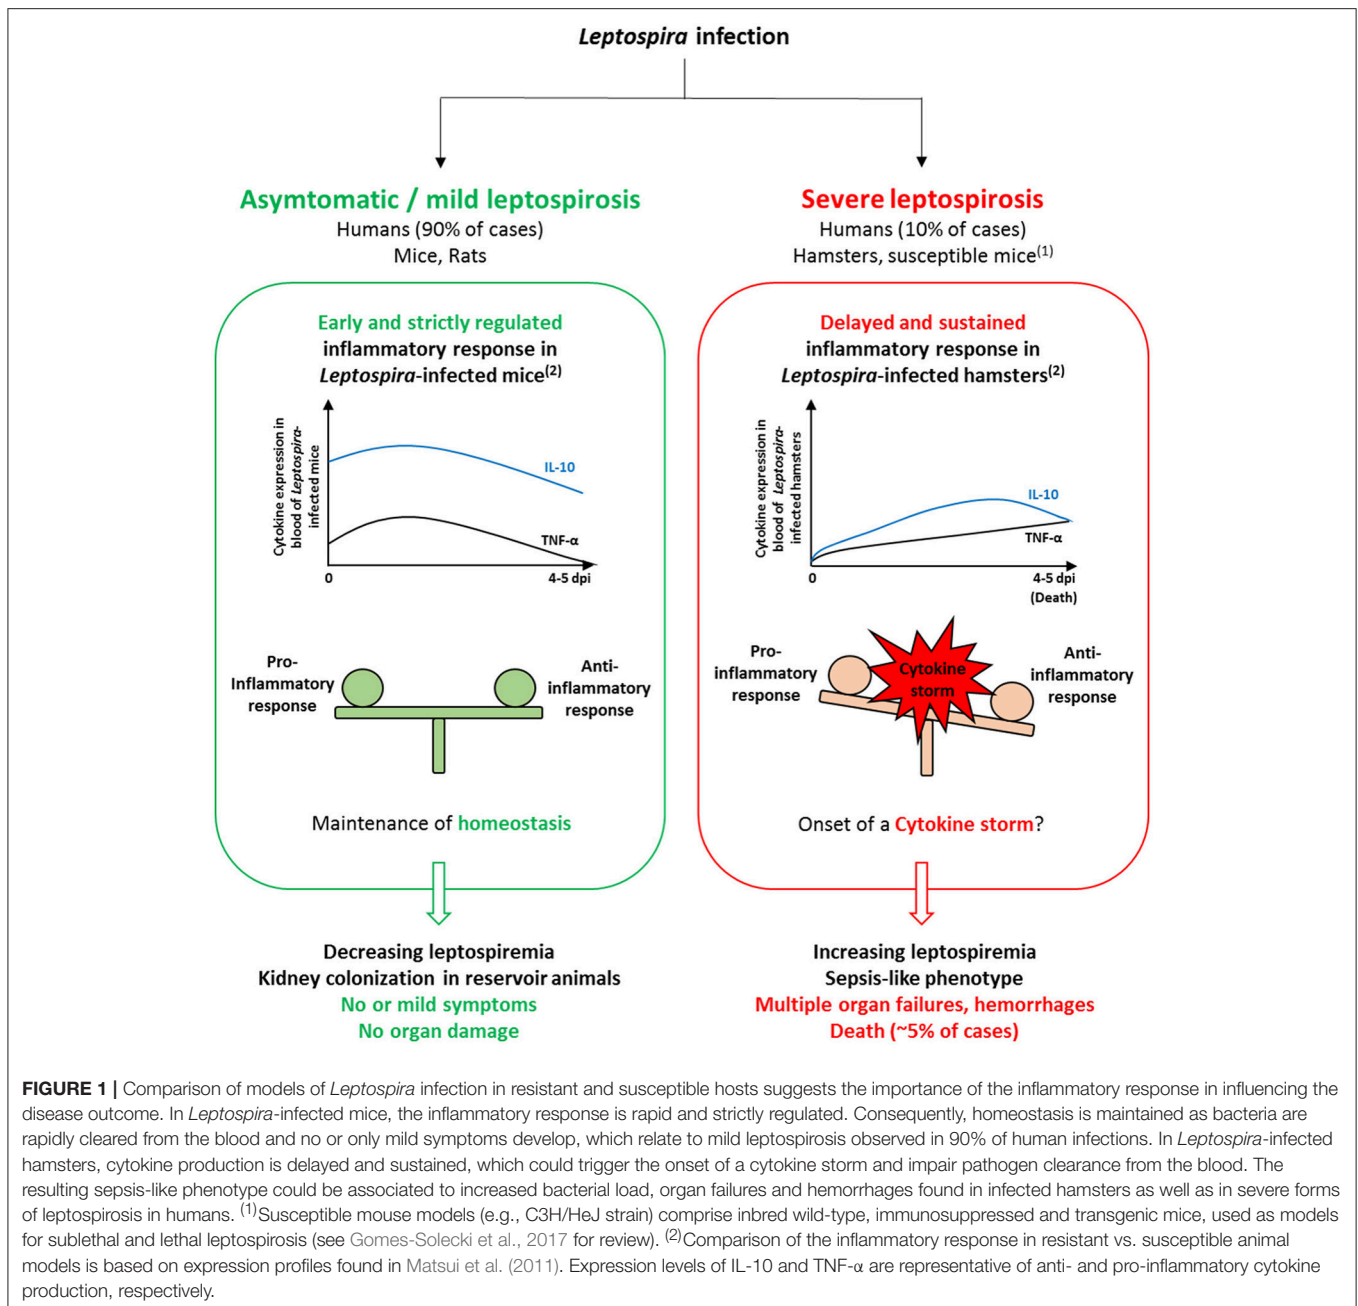 Leptospira infection
Asymtomatic / mild leptospirosis
Humans (90% of cases)
Mice, Rats
Early and strictly regulated
inflammatory response in
Leptospira-infected mice(2)
Cytokine expression in
blood of Leptospira-
infected mice
IL-10
TNF-α
0
4-5 dpi
Pro-
Inflammatory
response
Anti-
inflammatory
response
Maintenance of homeostasis
Decreasing leptospiremia
Kidney colonization in reservoir animals
No or mild symptoms
No organ damage
Severe leptospirosis
Humans (10% of cases)
Hamsters, susceptible mice(1)
Delayed and sustained
inflammatory response in
Leptospira-infected hamsters(2)
Cytokine expression in
blood of Leptospira-
infected hamsters
IL-10
TNF-α
0
4-5 dpi
(Death)
Pro-
inflammatory
response
Cytokine
storm
Anti-
inflammatory
response
Onset of a Cytokine storm?
Increasing leptospiremia
Sepsis-like phenotype
Multiple organ failures, hemorrhages
Death (~5% of cases)
FIGURE 1 | Comparison of models of Leptospira infection in resistant and susceptible hosts suggests the importance of the inflammatory response in influencing the
disease outcome. In Leptospira-infected mice, the inflammatory response is rapid and strictly regulated. Consequently, homeostasis is maintained as bacteria are
rapidly cleared from the blood and no or only mild symptoms develop, which relate to mild leptospirosis observed in 90% of human infections. In Leptospira-infected
hamsters, cytokine production is delayed and sustained, which could trigger the onset of a cytokine storm and impair pathogen clearance from the blood. The
resulting sepsis-like phenotype could be associated to increased bacterial load, organ failures and hemorrhages found in infected hamsters as well as in severe forms
of leptospirosis in humans. (1)Susceptible mouse models (e.g., C3H/HeJ strain) comprise inbred wild-type, immunosuppressed and transgenic mice, used as models
for sublethal and lethal leptospirosis (see Gomes-Solecki et al., 2017 for review). (2)Comparison of the inflammatory response in resistant vs. susceptible animal
models is based on expression profiles found in Matsui et al. (2011). Expression levels of IL-10 and TNF-α are representative of anti- and pro-inflammatory cytokine
production, respectively.